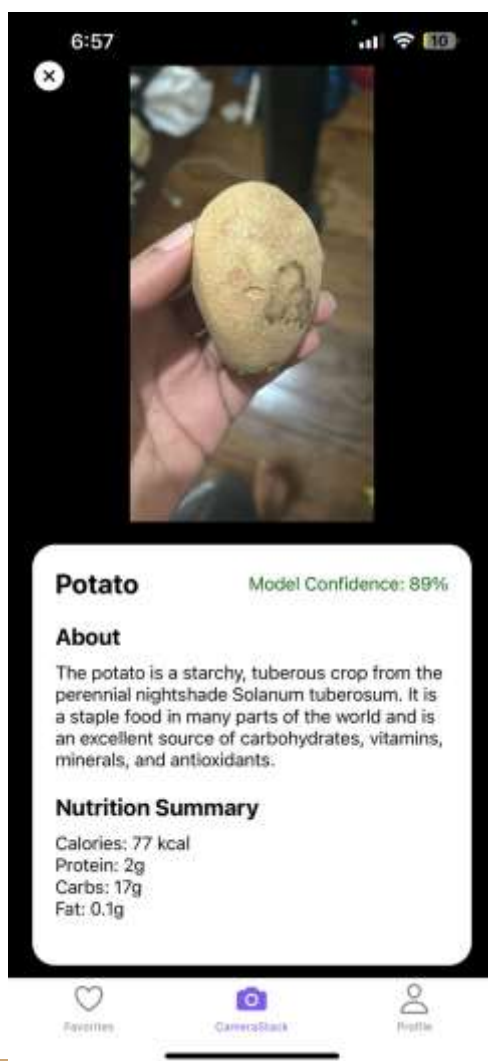 6:57
10
Potato
Model Confidence: 89%
About
The potato is a starchy, tuberous crop from the
perennial nightshade Solanum tuberosum. It is
a staple food in many parts of the world and is
an excellent source of carbohydrates, vitamins,
minerals, and antioxidants.
Nutrition Summary
Calories: 77 kcal
Protein: 2g
Carbs: 17g
Fat: 0.1g
Favorites
CameraStack
Profile